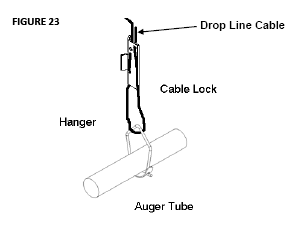 FIGURE 23
Drop Line Cable
Cable Lock
Hanger
Auger Tube